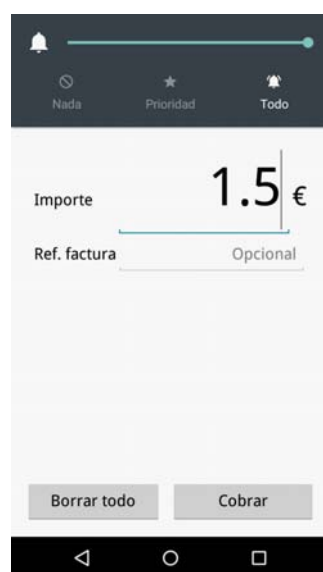 Nada Prioridad Todo
Importe 1.5 €
Ref. factura Opcional
Borrar todo Cobrar